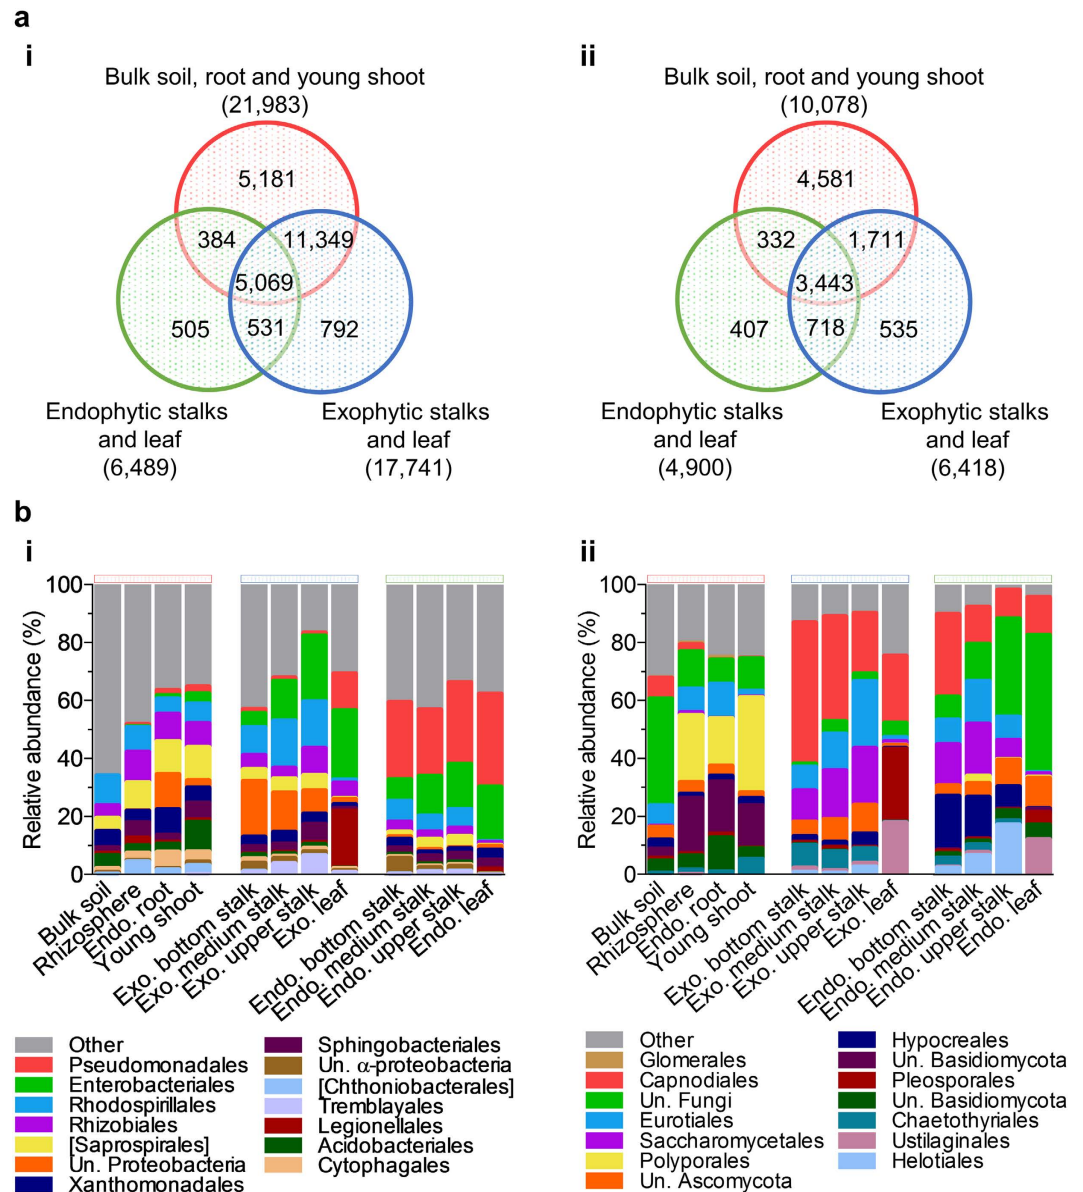 a
i
Bulk soil, root and young shoot
(21,983)
5,181
384
11,349
5,069
505
531
792
Endophytic stalks
and leaf
(6,489)
Exophytic stalks
and leaf
(17,741)
ii
Bulk soil, root and young shoot
(10,078)
4,581
332
1,711
3,443
407
718
535
Endophytic stalks
and leaf
(4,900)
Exophytic stalks
and leaf
(6,418)
b
i
Relative abundance (%)
100
80
60
40
20
0
Bulk soil
Rhizosphere
Endo. root
Young shoot
Exo. bottom stalk
Exo. medium stalk
Exo. upper stalk
Exo. leaf
Endo. bottom stalk
Endo. medium stalk
Endo. upper stalk
Endo. leaf
Other
Pseudomonadales
Enterobacteriales
Rhodospirillales
Rhizobiales
[Saprospirales]
Un. Proteobacteria
Xanthomonadales
Sphingobacteriales
Un. α-proteobacteria
[Chthoniobacterales]
Tremblayales
Legionellales
Acidobacteriales
Cytophagales
ii
Relative abundance (%)
100
80
60
40
20
0
Bulk soil
Rhizosphere
Endo. root
Young shoot
Exo. bottom stalk
Exo. medium stalk
Exo. upper stalk
Exo. leaf
Endo. bottom stalk
Endo. medium stalk
Endo. upper stalk
Endo. leaf
Other
Glomerales
Capnodiales
Un. Fungi
Eurotiales
Saccharomycetales
Polyporales
Un. Ascomycota
Hypocreales
Un. Basidiomycota
Pleosporales
Un. Basidiomycota
Chaetothyriales
Ustilaginales
Helotiales